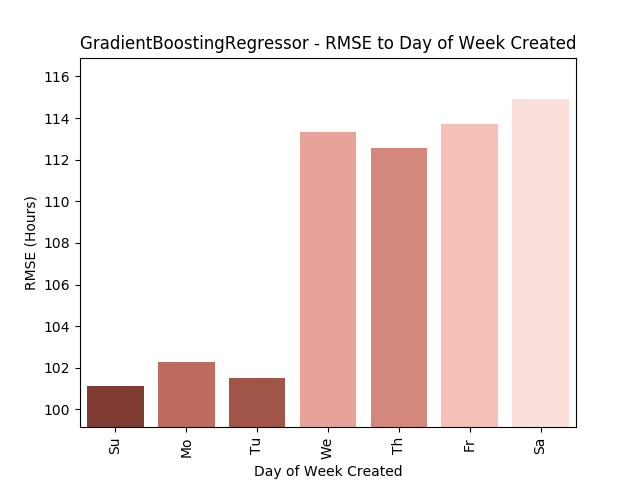 GradientBoostingRegressor - RMSE to Day of Week Created
116
114
112
110
108
106
104
102
100
RMSE (Hours)
Su Mo Tu We Th Fr Sa
Day of Week Created